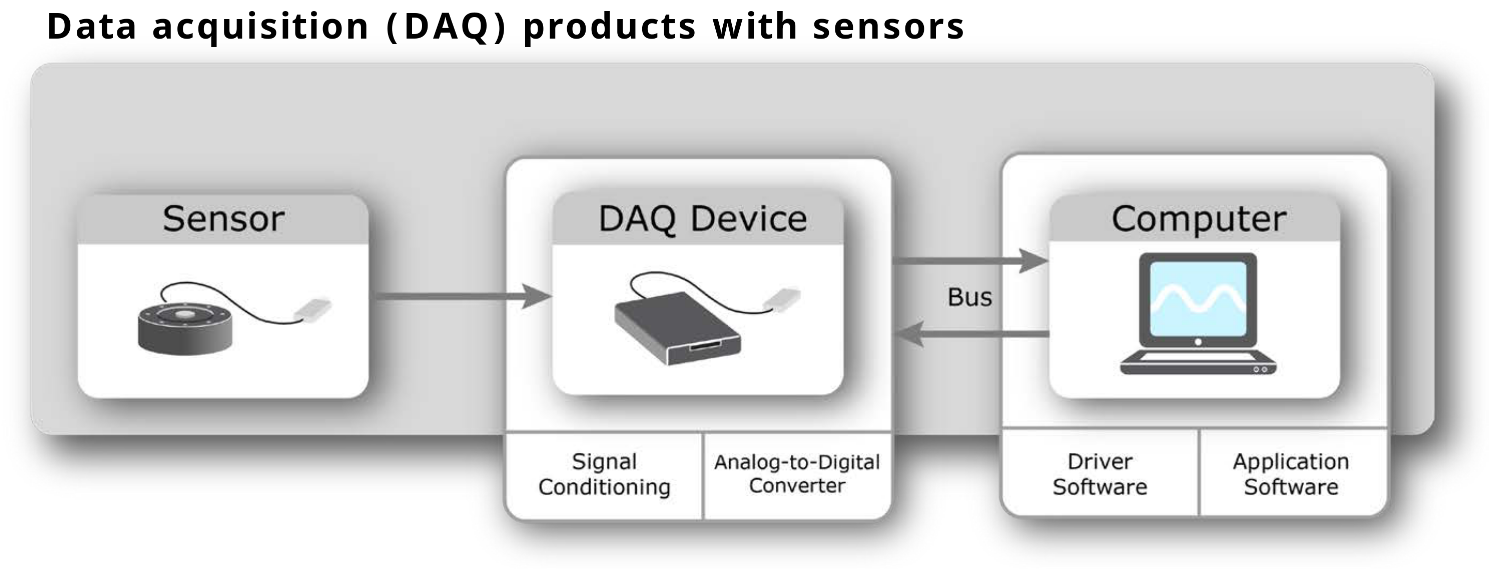 Data acquisition (DAQ) products with sensors
Sensor
DAQ Device
Computer
Bus
Signal
Conditioning
Analog-to-Digital
Converter
Driver
Software
Application
Software